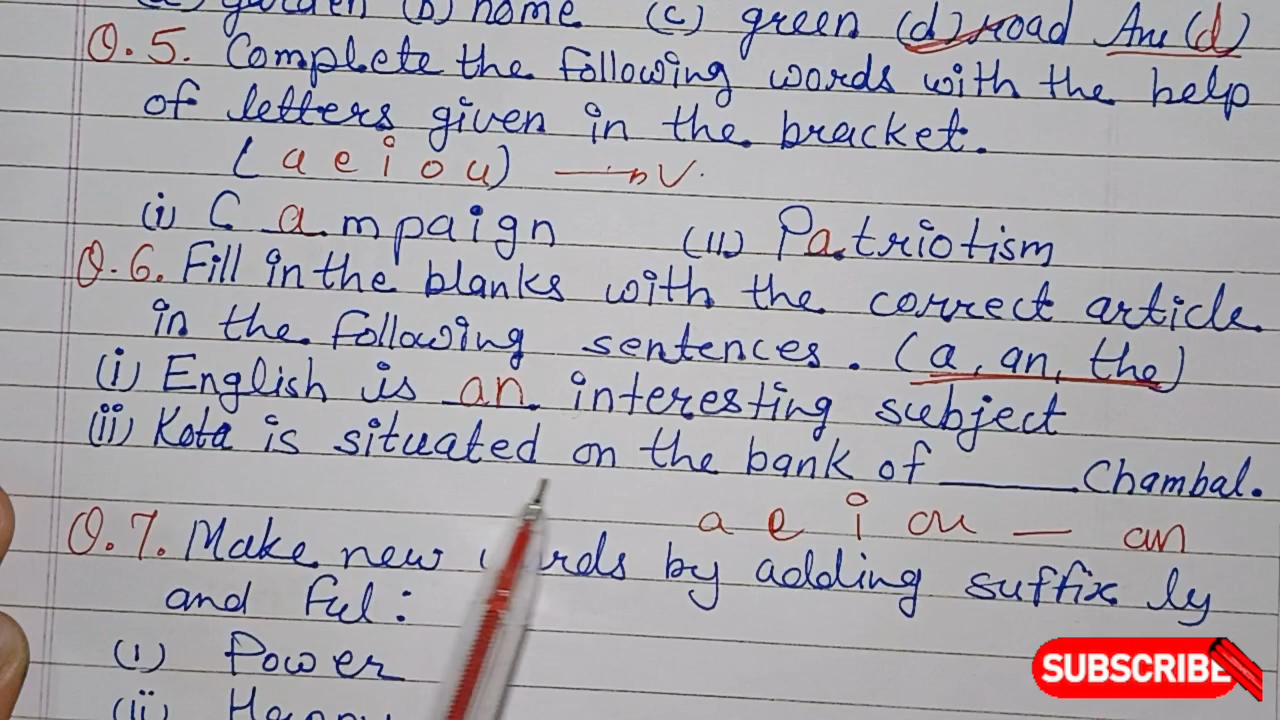 (a) garden (b) home (c) green (d) road Ans (d)
Q.5. Complete the following words with the help
of letters given in the bracket.
(a e i o u) → V.
(i) Campaign (ii) Patriotism
Q.6. Fill in the blanks with the correct article
in the following sentences. (a, an, the)
(i) English is an interesting subject
(ii) Kota is situated on the bank of _____ Chambal.
a e i ou — an
Q.7. Make new words by adding suffix ly
and ful:
(i) Power
(ii) Happy
SUBSCRIBE